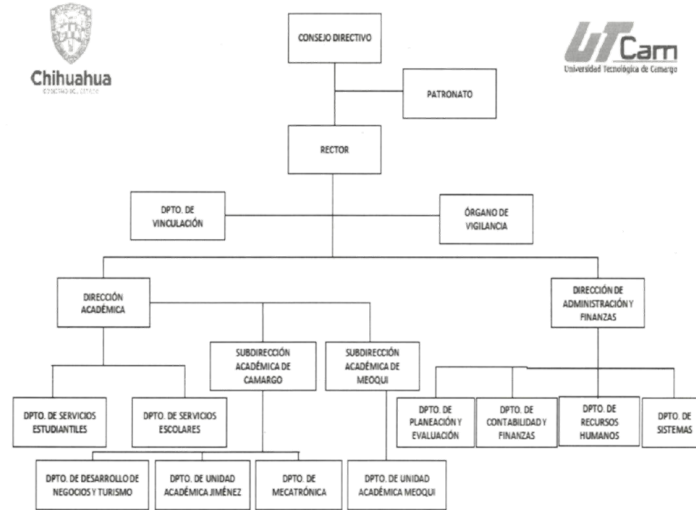 CONSEJO DIRECTIVO
Chihuahua
UTCam
Universidad Tecnológica de Camargo
PATRONATO
RECTOR
DPTO. DE
VINCULACIÓN
ÓRGANO DE
VIGILANCIA
DIRECCIÓN
ACADÉMICA
DIRECCIÓN DE
ADMINISTRACIÓN Y
FINANZAS
SUBDIRECCIÓN
ACADÉMICA DE
CAMARGO
SUBDIRECCIÓN
ACADÉMICA DE
MEOQUI
DPTO. DE SERVICIOS
ESTUDIANTILES
DPTO. DE SERVICIOS
ESCOLARES
DPTO. DE
PLANEACIÓN Y
EVALUACIÓN
DPTO. DE
CONTABILIDAD Y
FINANZAS
DPTO. DE
RECURSOS
HUMANOS
DPTO. DE
SISTEMAS
DPTO. DE DESARROLLO DE
NEGOCIOS Y TURISMO
DPTO. DE UNIDAD
ACADÉMICA JIMÉNEZ
DPTO. DE
MECATRÓNICA
DPTO. DE UNIDAD
ACADÉMICA MEOQUI